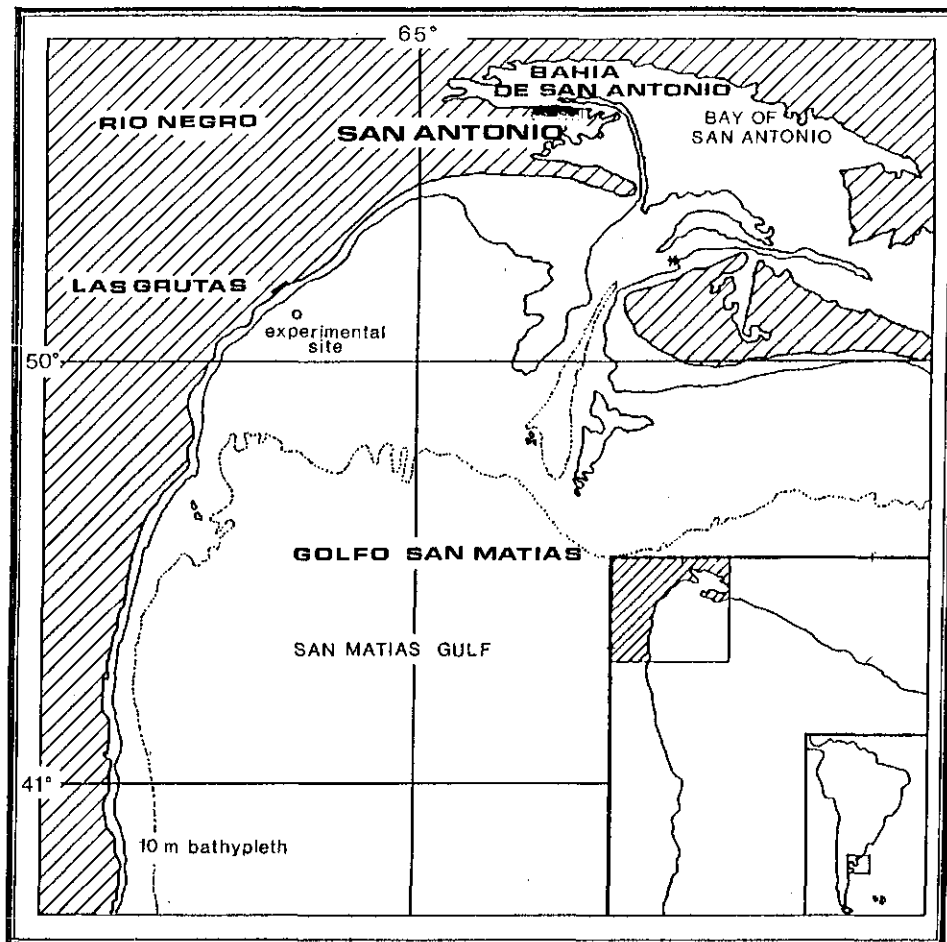 65°
BAHIA
DE SAN ANTONIO
RIO NEGRO
BAY OF
SAN ANTONIO
SAN ANTONIO
LAS GRUTAS
experimental
site
50°
GOLFO SAN MATIAS
SAN MATIAS GULF
41°
10 m bathypleth